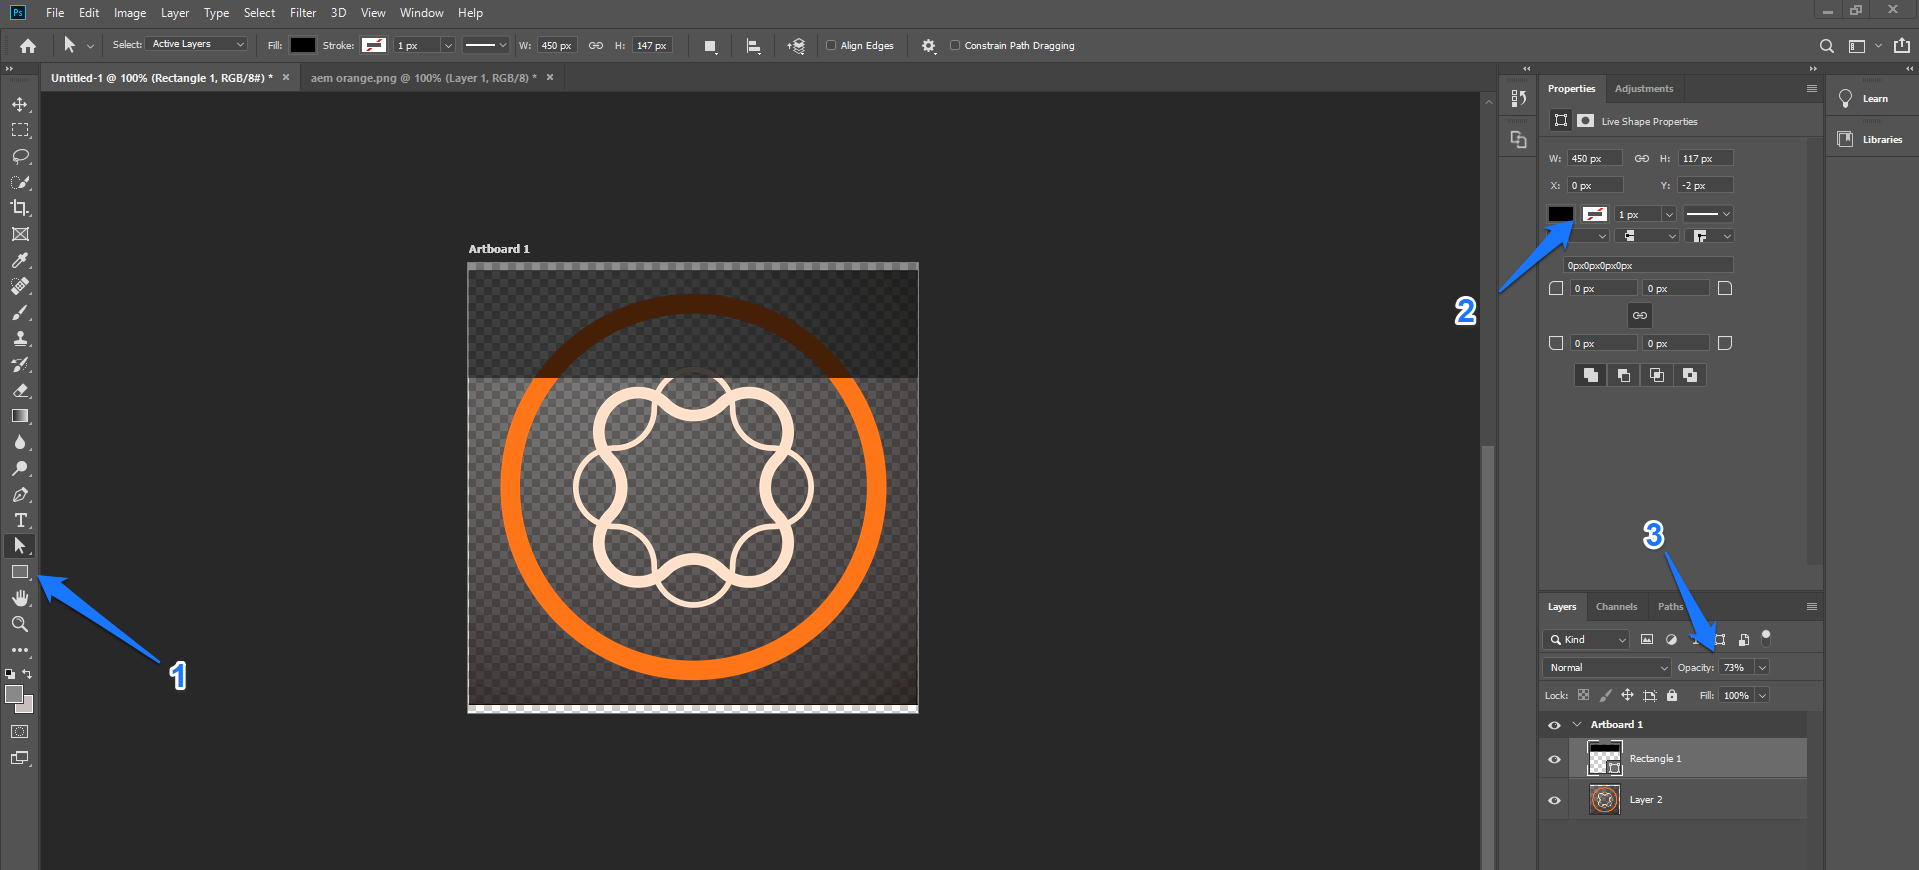 Ps File Edit Image Layer Type Select Filter 3D View Window Help
Select: Active Layers Fill: Stroke: 1 px W: 450 px H: 147 px Align Edges Constrain Path Dragging
Untitled-1 @ 100% (Rectangle 1, RGB/8#) * × aem orange.png @ 100% (Layer 1, RGB/8) * ×
Properties Adjustments
Learn
Live Shape Properties
Libraries
W: 450 px H: 117 px
X: 0 px Y: -2 px
1 px
Artboard 1
0px0px0px0px
0 px 0 px
2
0 px 0 px
T
3
1
Layers Channels Paths
Kind
Normal Opacity: 73%
Lock: Fill: 100%
Artboard 1
Rectangle 1
Layer 2